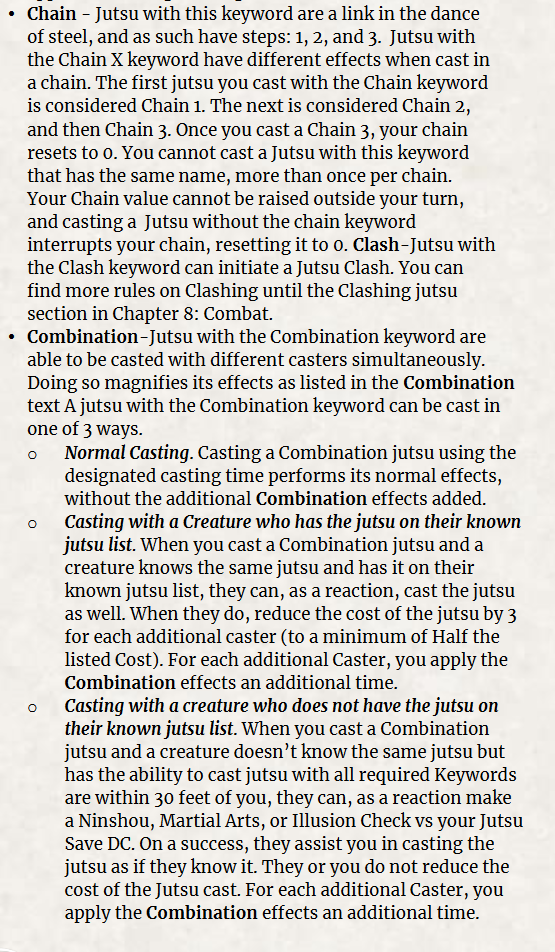 • Chain - Jutsu with this keyword are a link in the dance
of steel, and as such have steps: 1, 2, and 3. Jutsu with
the Chain X keyword have different effects when cast in
a chain. The first jutsu you cast with the Chain keyword
is considered Chain 1. The next is considered Chain 2,
and then Chain 3. Once you cast a Chain 3, your chain
resets to 0. You cannot cast a Jutsu with this keyword
that has the same name, more than once per chain.
Your Chain value cannot be raised outside your turn,
and casting a Jutsu without the chain keyword
interrupts your chain, resetting it to 0. Clash-Jutsu with
the Clash keyword can initiate a Jutsu Clash. You can
find more rules on Clashing until the Clashing jutsu
section in Chapter 8: Combat.
• Combination-Jutsu with the Combination keyword are
able to be casted with different casters simultaneously.
Doing so magnifies its effects as listed in the Combination
text A jutsu with the Combination keyword can be cast in
one of 3 ways.
o Normal Casting. Casting a Combination jutsu using the
designated casting time performs its normal effects,
without the additional Combination effects added.
o Casting with a Creature who has the jutsu on their known
jutsu list. When you cast a Combination jutsu and a
creature knows the same jutsu and has it on their
known jutsu list, they can, as a reaction, cast the jutsu
as well. When they do, reduce the cost of the jutsu by 3
for each additional caster (to a minimum of Half the
listed Cost). For each additional Caster, you apply the
Combination effects an additional time.
o Casting with a creature who does not have the jutsu on
their known jutsu list. When you cast a Combination
jutsu and a creature doesn't know the same jutsu but
has the ability to cast jutsu with all required Keywords
are within 30 feet of you, they can, as a reaction make
a Ninshou, Martial Arts, or Illusion Check vs your Jutsu
Save DC. On a success, they assist you in casting the
jutsu as if they know it. They or you do not reduce the
cost of the Jutsu cast. For each additional Caster, you
apply the Combination effects an additional time.